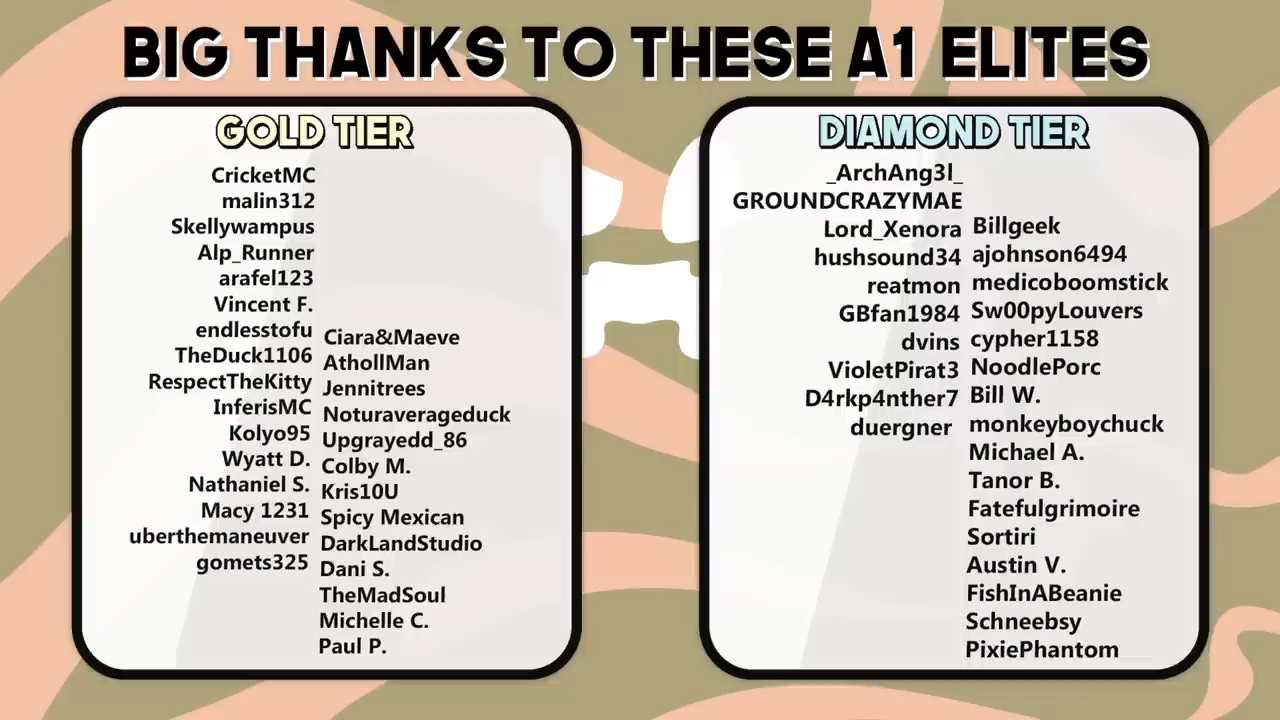 BIG THANKS TO THESE A1 ELITES
GOLD TIER
CricketMC
malin312
Skellywampus
Alp_Runner
arafel123
Vincent F.
endlesstofu
TheDuck1106
RespectTheKitty
InferisMC
Kolyo95
Wyatt D.
Nathaniel S.
Macy 1231
uberthemaneuver
gomets325
Ciara&Maeve
AthollMan
Jennitrees
Noturaverageduck
Upgrayedd_86
Colby M.
Kris10U
Spicy Mexican
DarkLandStudio
Dani S.
TheMadSoul
Michelle C.
Paul P.
DIAMOND TIER
_ArchAng3l_
GROUNDCRAZYMAE
Lord_Xenora
hushsound34
reatmon
GBfan1984
dvins
VioletPirat3
D4rkp4nther7
duergner
Billgeek
ajohnson6494
medicoboomstick
Sw00pyLouvers
cypher1158
NoodlePorc
Bill W.
monkeyboychuck
Michael A.
Tanor B.
Fatefulgrimoire
Sortiri
Austin V.
FishInABeanie
Schneebsy
PixiePhantom__